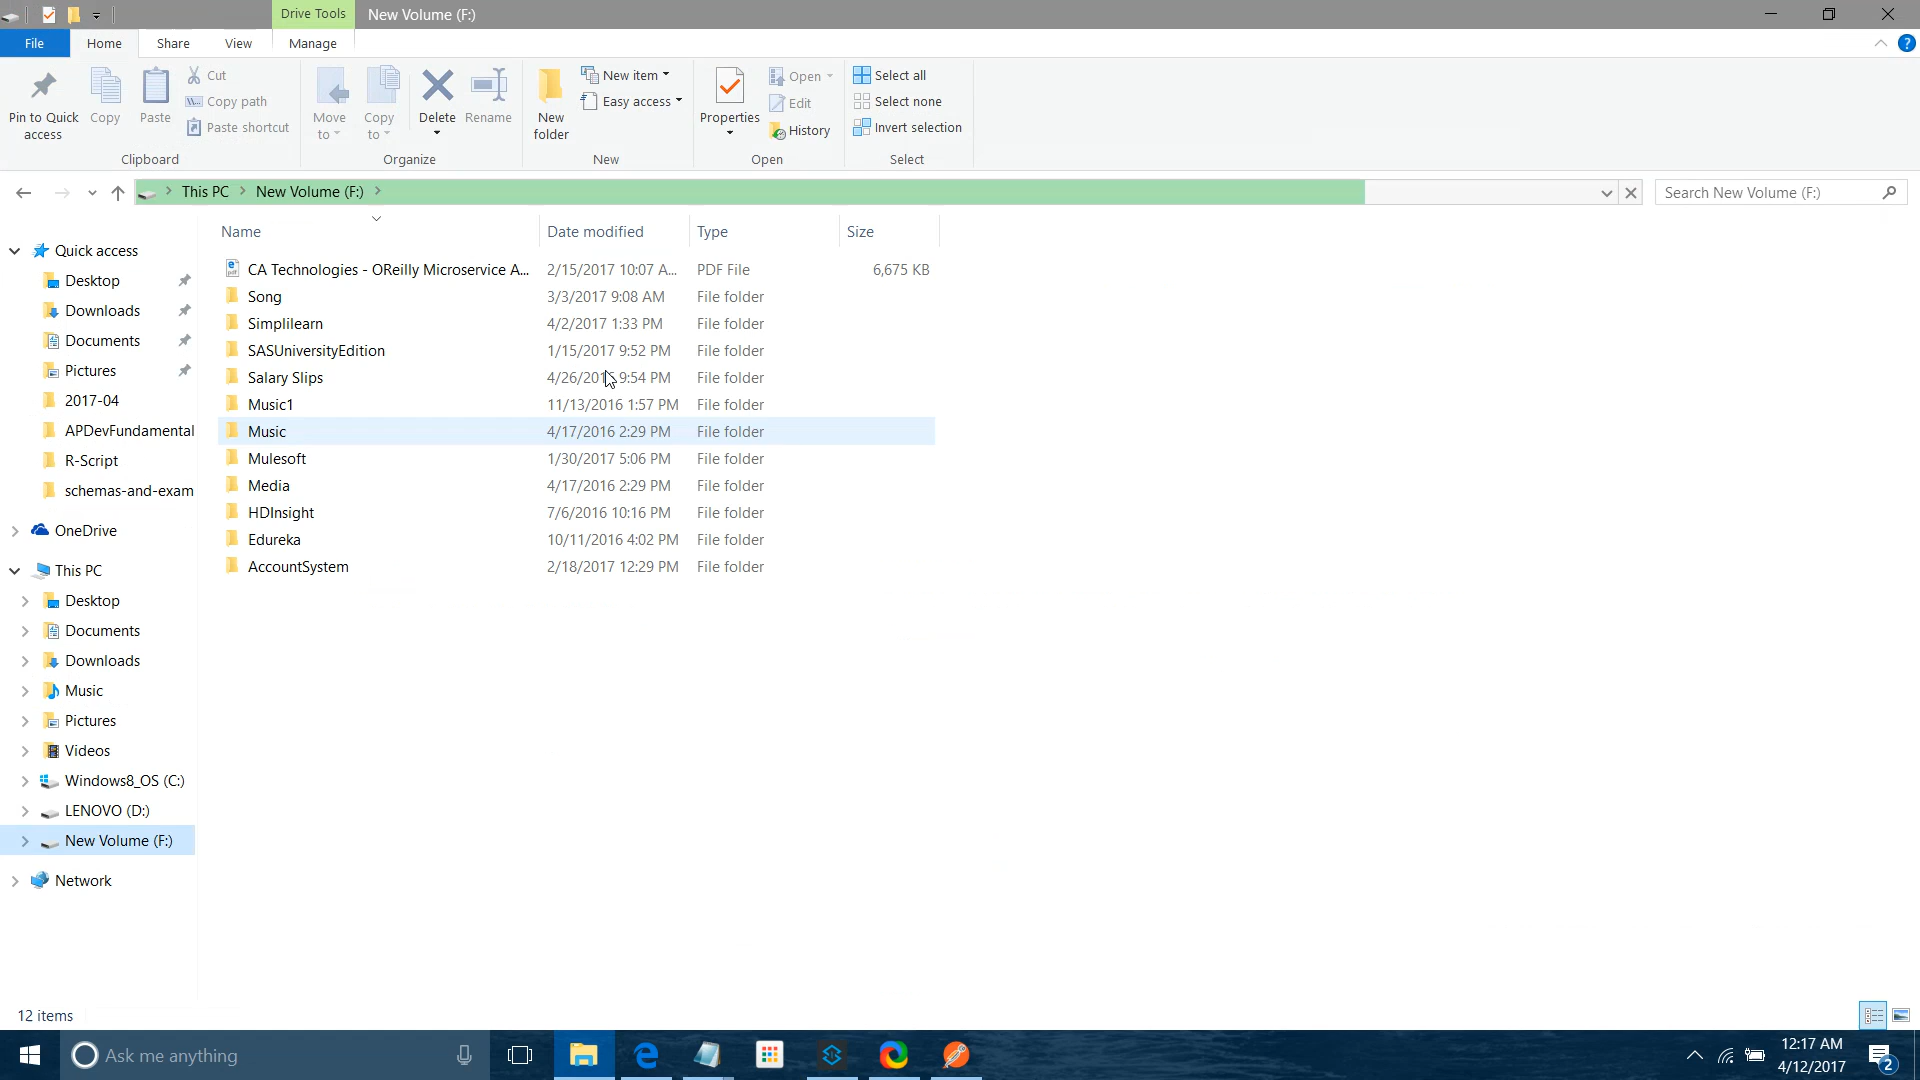 Drive Tools
New Volume (F:)
File
Home
Share
View
Manage
Pin to Quick access
Copy
Paste
Cut
Copy path
Paste shortcut
Clipboard
Move to
Copy to
Delete
Rename
Organize
New folder
New item
Easy access
New
Properties
Open
Edit
History
Open
Select all
Select none
Invert selection
Select
This PC
New Volume (F:)
Search New Volume (F:)
Quick access
Desktop
Downloads
Documents
Pictures
2017-04
APDevFundamental
R-Script
schemas-and-exam
OneDrive
This PC
Desktop
Documents
Downloads
Music
Pictures
Videos
Windows8_OS (C:)
LENOVO (D:)
New Volume (F:)
Network
Name Date modified Type Size
CA Technologies - OReilly Microservice A... 2/15/2017 10:07 A... PDF File 6,675 KB
Song 3/3/2017 9:08 AM File folder
Simplilearn 4/2/2017 1:33 PM File folder
SASUniversityEdition 1/15/2017 9:52 PM File folder
Salary Slips 9:54 PM File folder
Music1 11/13/2016 1:57 PM File folder
Music 4/17/2016 2:29 PM File folder
Mulesoft 1/30/2017 5:06 PM File folder
Media 4/17/2016 2:29 PM File folder
HDInsight 7/6/2016 10:16 PM File folder
Edureka 10/11/2016 4:02 PM File folder
AccountSystem 2/18/2017 12:29 PM File folder
12 items
Ask me anything
12:17 AM
4/12/2017
2